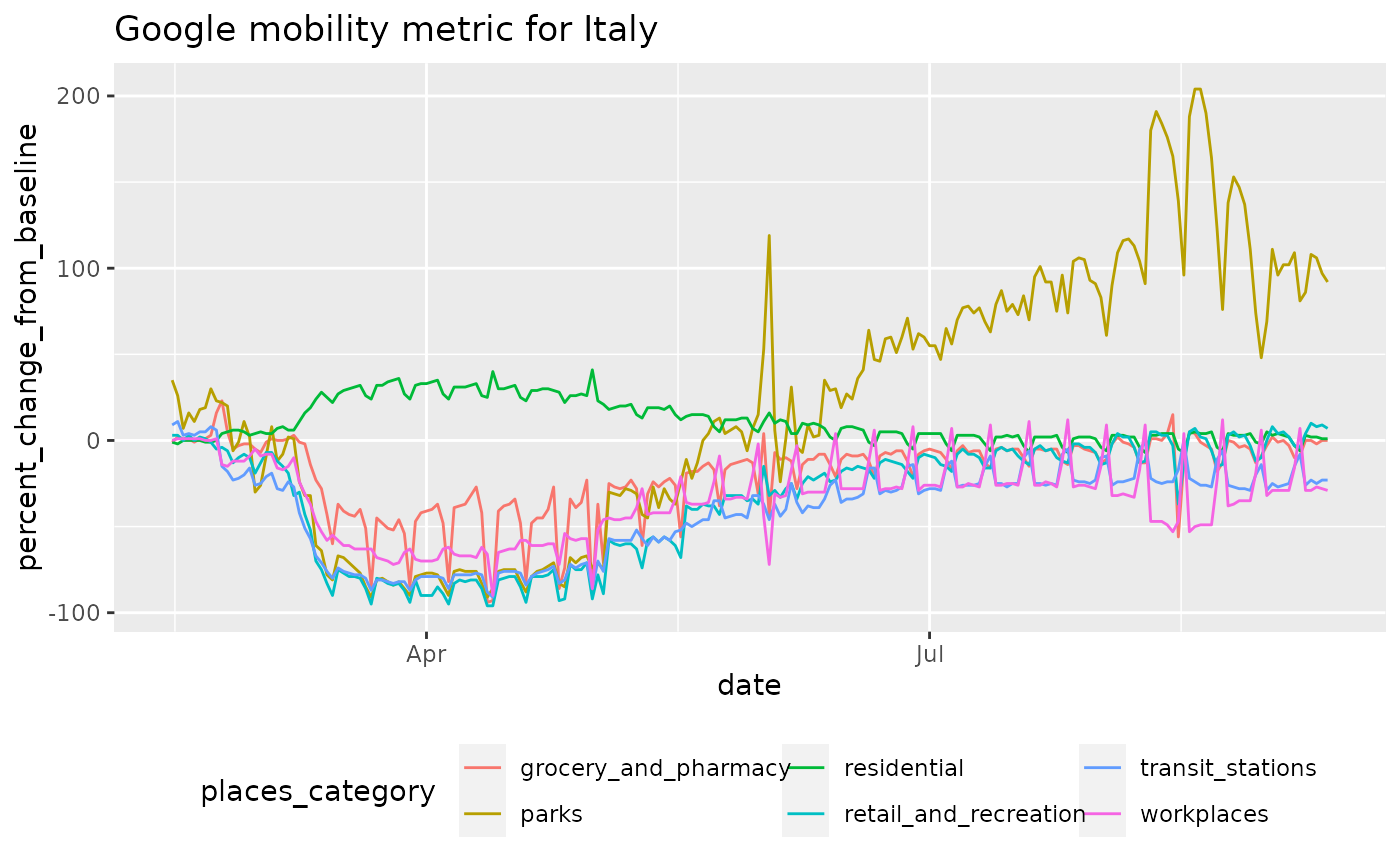 Google mobility metric for Italy
percent_change_from_baseline
200
100
0
-100
Apr
Jul
date
places_category
grocery_and_pharmacy
residential
transit_stations
parks
retail_and_recreation
workplaces